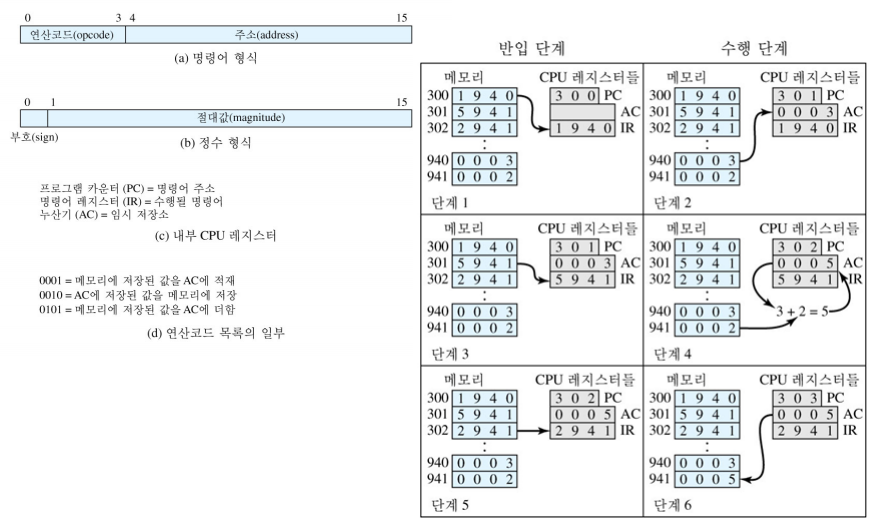 0 3 4 15
연산코드(opcode) 주소(address)
(a) 명령어 형식
0 1 15
절대값(magnitude)
부호(sign)
(b) 정수 형식
프로그램 카운터 (PC) = 명령어 주소
명령어 레지스터 (IR) = 수행될 명령어
누산기 (AC) = 임시 저장소
(c) 내부 CPU 레지스터
0001 = 메모리에 저장된 값을 AC에 적재
0010 = AC에 저장된 값을 메모리에 저장
0101 = 메모리에 저장된 값을 AC에 더함
(d) 연산코드 목록의 일부
반입 단계 수행 단계
메모리 CPU 레지스터들
300 1 9 4 0 3 0 0 PC
301 5 9 4 1 AC
302 2 9 4 1 1 9 4 0 IR
940 0 0 0 3
941 0 0 0 2
단계 1
메모리 CPU 레지스터들
300 1 9 4 0 3 0 1 PC
301 5 9 4 1 0 0 0 3 AC
302 2 9 4 1 1 9 4 0 IR
940 0 0 0 3
941 0 0 0 2
단계 2
메모리 CPU 레지스터들
300 1 9 4 0 3 0 1 PC
301 5 9 4 1 0 0 0 3 AC
302 2 9 4 1 5 9 4 1 IR
940 0 0 0 3
941 0 0 0 2
단계 3
메모리 CPU 레지스터들
300 1 9 4 0 3 0 2 PC
301 5 9 4 1 0 0 0 5 AC
302 2 9 4 1 5 9 4 1 IR
940 0 0 0 3 3 + 2 = 5
941 0 0 0 2
단계 4
메모리 CPU 레지스터들
300 1 9 4 0 3 0 2 PC
301 5 9 4 1 0 0 0 5 AC
302 2 9 4 1 2 9 4 1 IR
940 0 0 0 3
941 0 0 0 2
단계 5
메모리 CPU 레지스터들
300 1 9 4 0 3 0 3 PC
301 5 9 4 1 0 0 0 5 AC
302 2 9 4 1 2 9 4 1 IR
940 0 0 0 3
941 0 0 0 5
단계 6